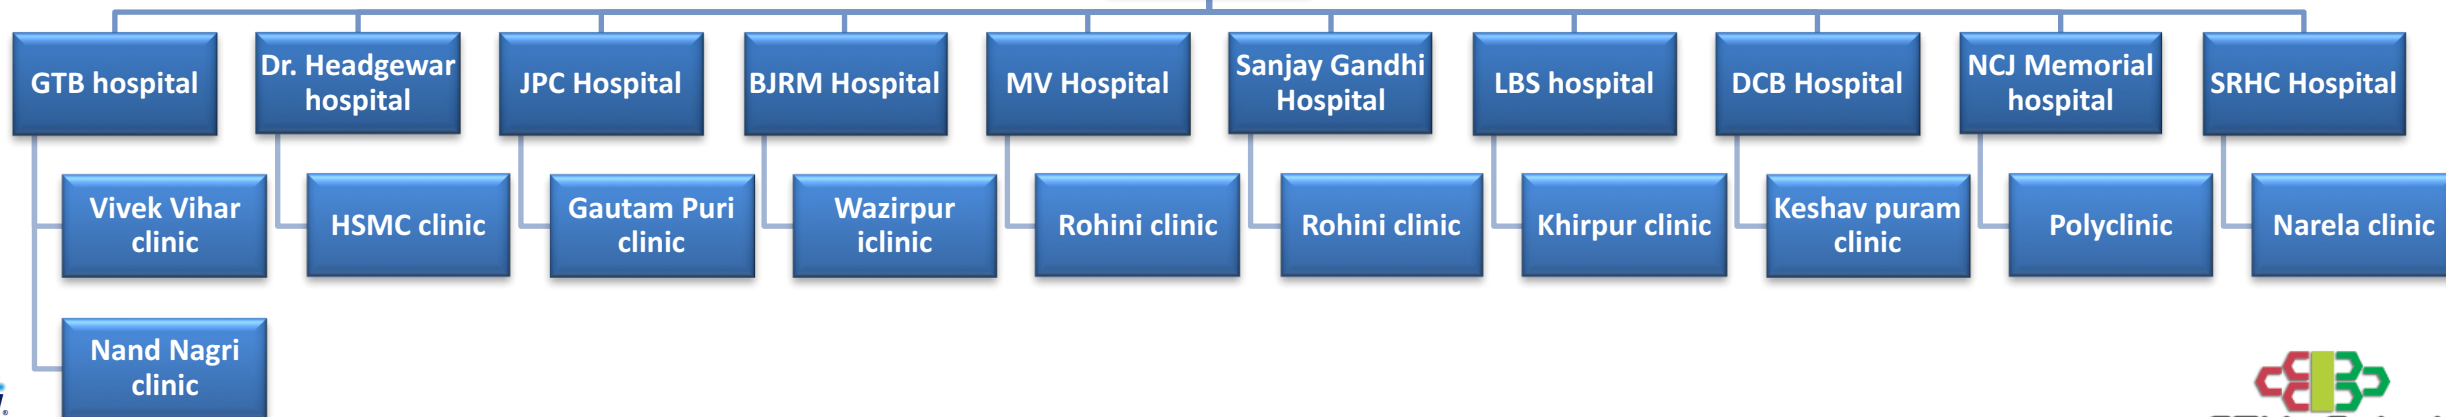 GTB hospital
Dr. Headgewar
hospital
JPC Hospital
BJRM Hospital
MV Hospital
Sanjay Gandhi
Hospital
LBS hospital
DCB Hospital
NCJ Memorial
hospital
SRHC Hospital
Vivek Vihar
clinic
HSMC clinic
Gautam Puri
clinic
Wazirpur
iclinic
Rohini clinic
Rohini clinic
Khirpur clinic
Keshav puram
clinic
Polyclinic
Narela clinic
Nand Nagri
clinic